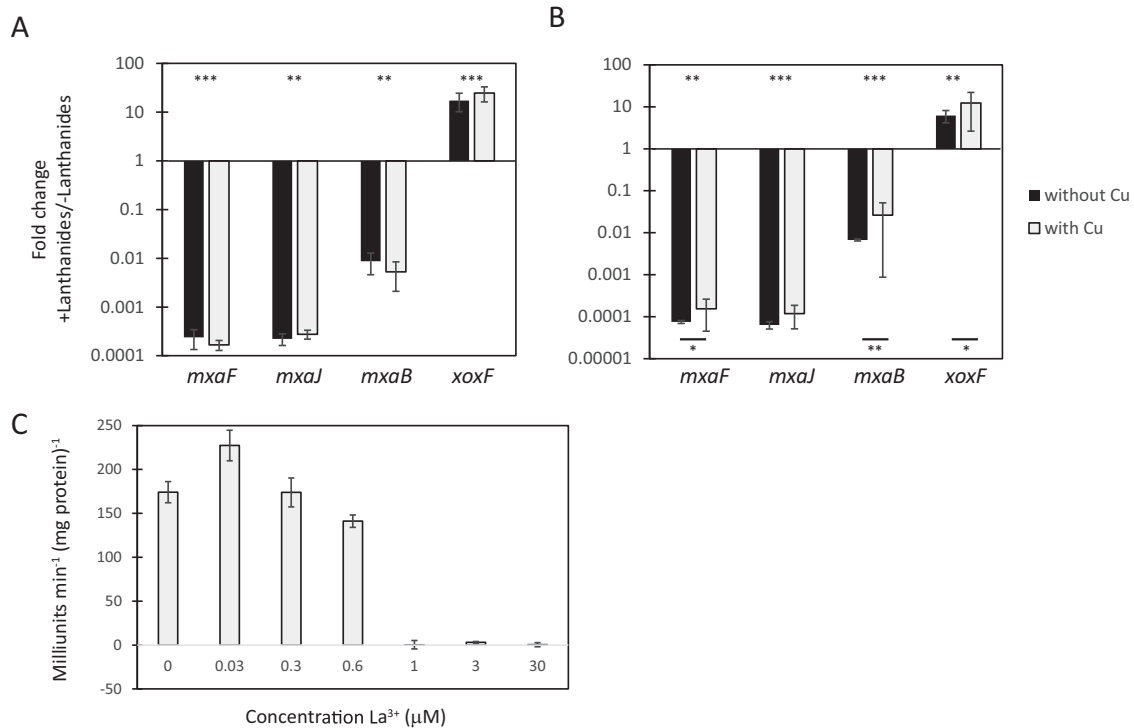 A
Fold change
+Lanthanides/-Lanthanides
100
10
1
0.1
0.01
0.001
0.0001
*** ** ** ***
mxaF mxaJ mxaB xoxF
B
100
10
1
0.1
0.01
0.001
0.0001
0.00001
** *** *** **
* ** *
mxaF mxaJ mxaB xoxF
without Cu
with Cu
C
Milliunits min⁻¹ (mg protein)⁻¹
250
200
150
100
50
0
-50
0 0.03 0.3 0.6 1 3 30
Concentration La³⁺ (μM)